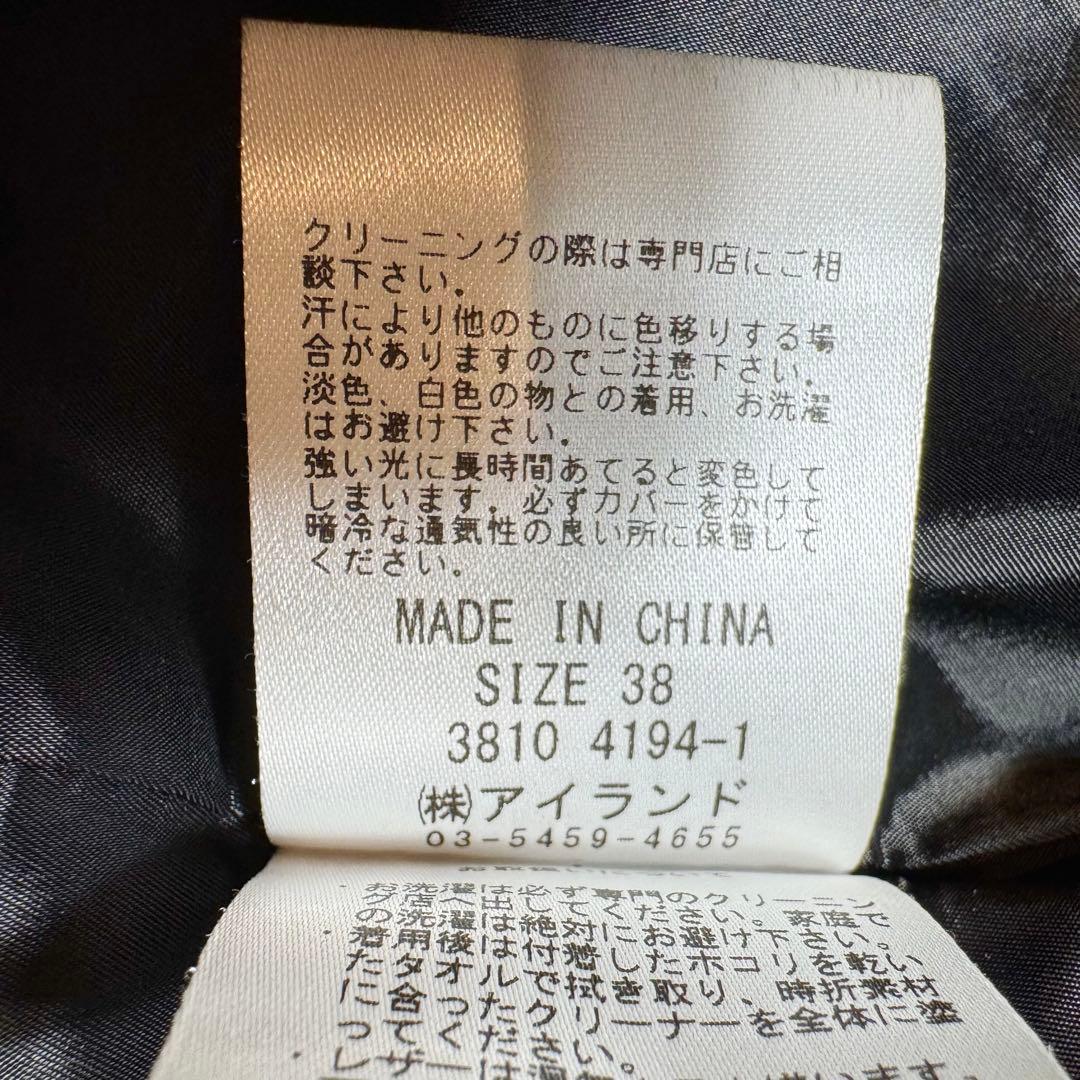 クリーニングの際は専門店にご相
談下さい.
汗により他のものに色移りする場
合がありますのでご注意下さい.
淡色、白色の物との着用、お洗濯
はお避け下さい.
強い光に長時間あてると変色して
しまいます. 必ずカバーをかけて
暗冷な通気性の良い所に保管して
ください.
MADE IN CHINA
SIZE 38
3810 4194-1
㈱アイランド
03-5459-4655
お洗濯は必ず専門のクリーニン
グ店へ出してください。家庭で
の洗濯は絶対にお避け下さい。
着用後は付着したホコリを乾い
たタオルで拭き取り、時折素材
に合ったクリーナーを全体に塗
ってください。